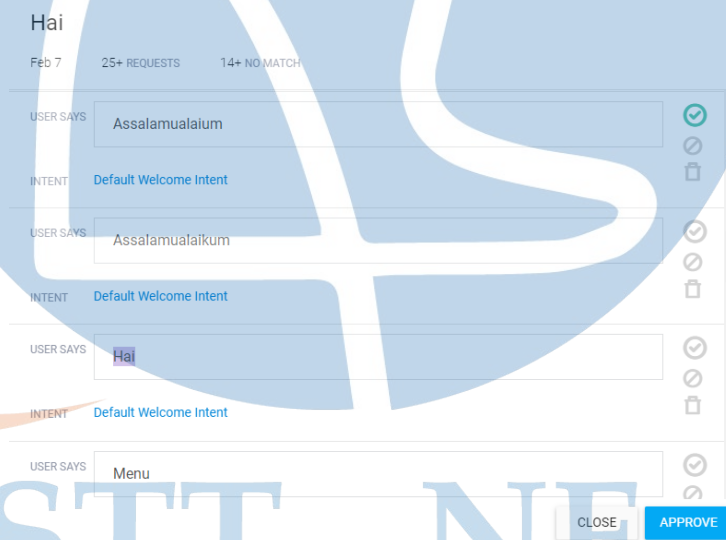 Hai
Feb 7 25+ REQUESTS 14+ NO MATCH
USER SAYS Assalamualaium
INTENT Default Welcome Intent
USER SAYS Assalamualaikum
INTENT Default Welcome Intent
USER SAYS Hai
INTENT Default Welcome Intent
USER SAYS Menu
CLOSE APPROVE